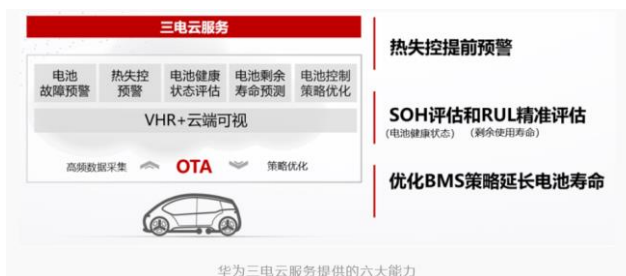 三电云服务
电池
故障预警
热失控
预警
电池健康
状态评估
电池剩余
寿命预测
电池控制
策略优化
VHR+云端可视
高频数据采集 OTA 策略优化
热失控提前预警
SOH评估和RUL精准评估
(电池健康状态) (剩余使用寿命)
优化BMS策略延长电池寿命
华为三电云服务提供的六大能力